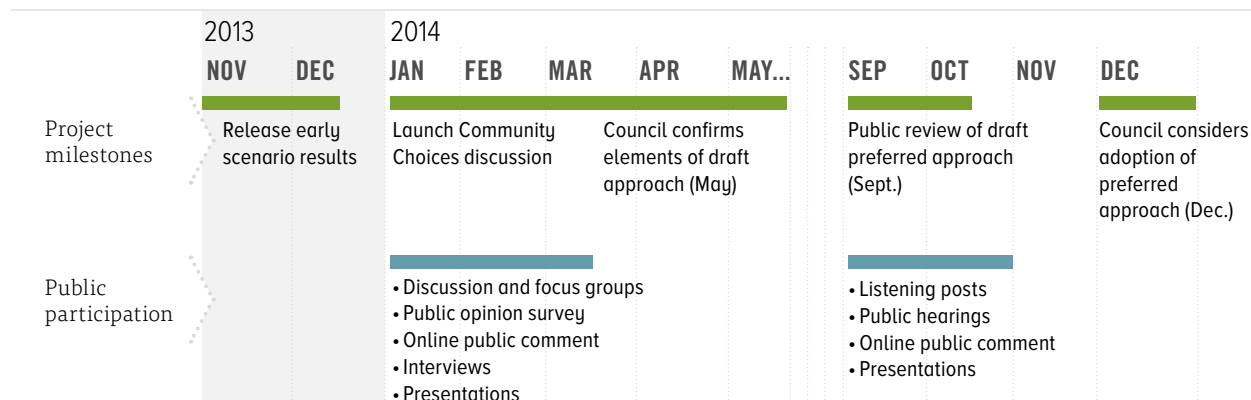 2013
2014
NOV DEC JAN FEB MAR APR MAY... SEP OCT NOV DEC
Project
milestones
Release early
scenario results
Launch Community
Choices discussion
Council confirms
elements of draft
approach (May)
Public review of draft
preferred approach
(Sept.)
Council considers
adoption of
preferred
approach (Dec.)
Public
participation
• Discussion and focus groups
• Public opinion survey
• Online public comment
• Interviews
• Presentations
• Listening posts
• Public hearings
• Online public comment
• Presentations